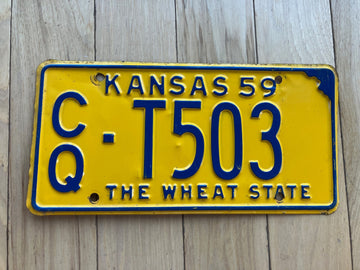 KANSAS 59
CQ-T503
THE WHEAT STATE